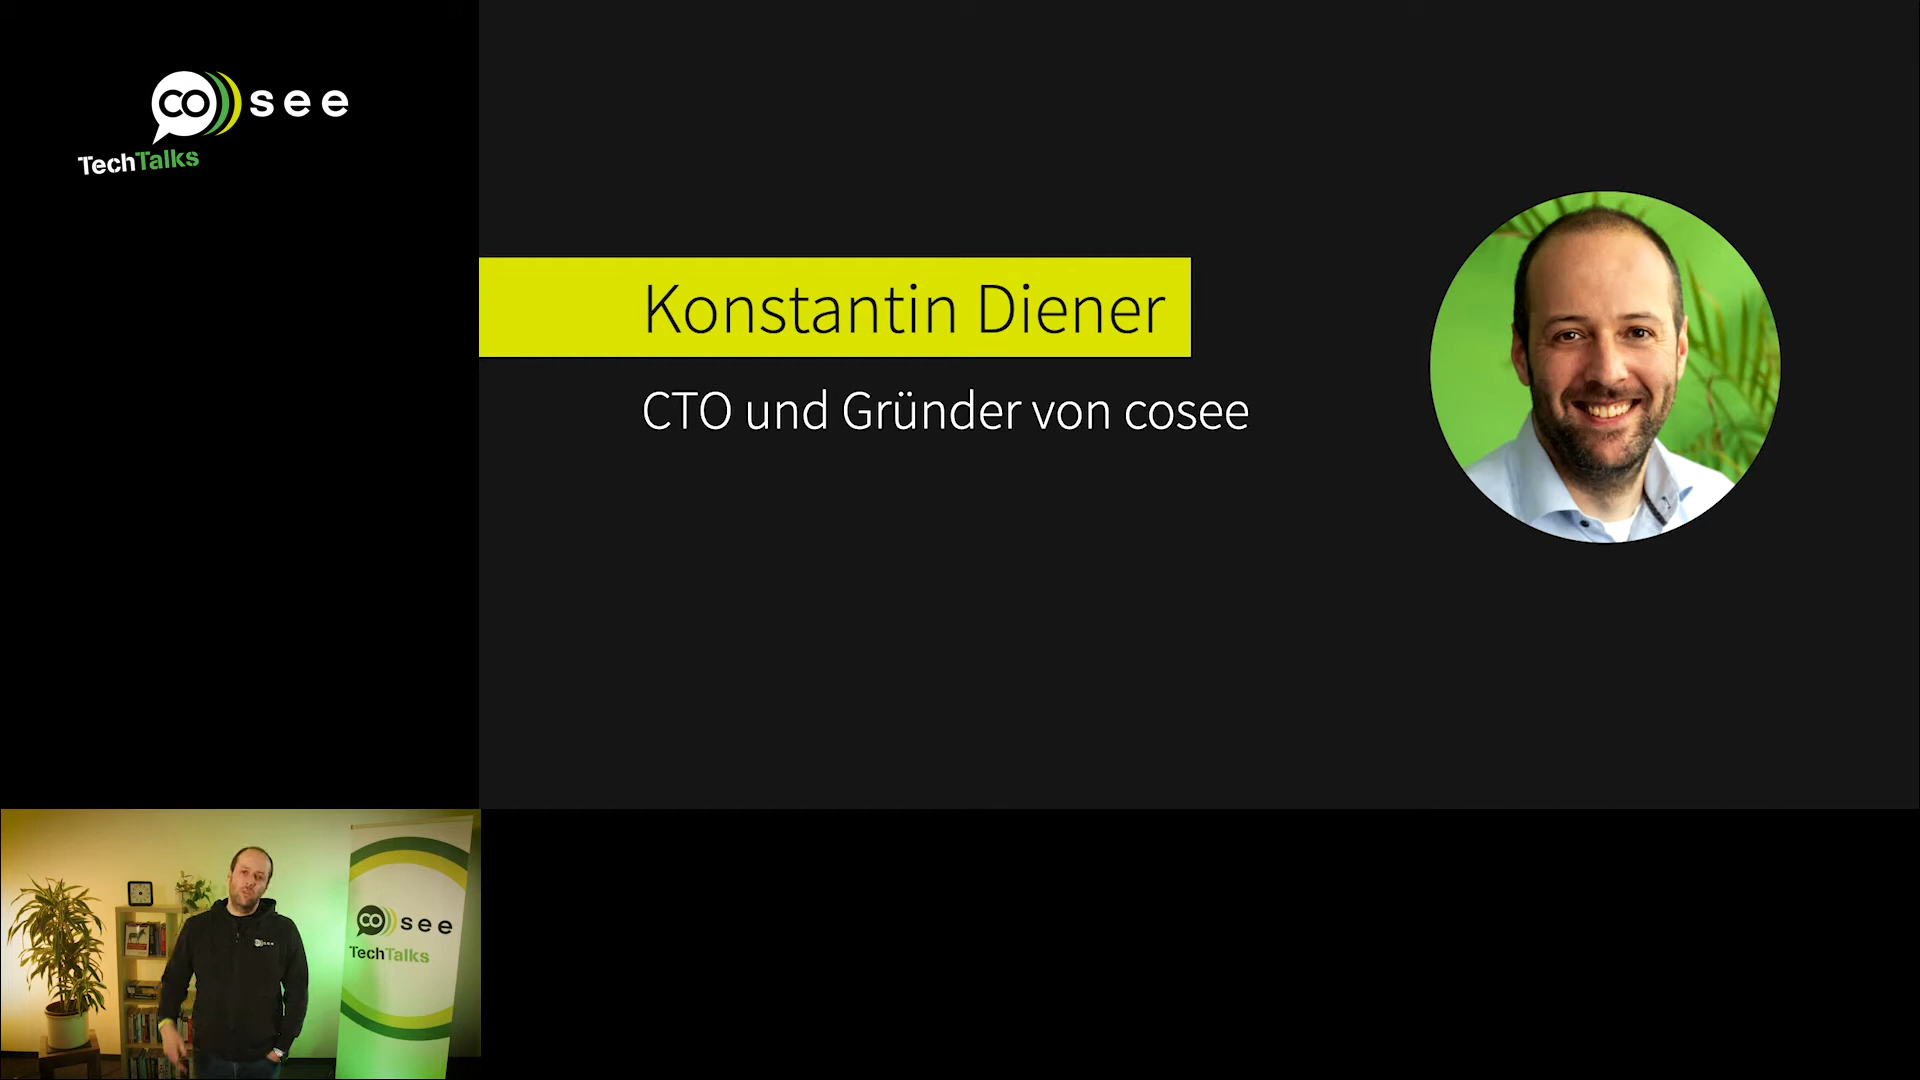 co see
TechTalks
Konstantin Diener
CTO und Gründer von cosee
co see
TechTalks